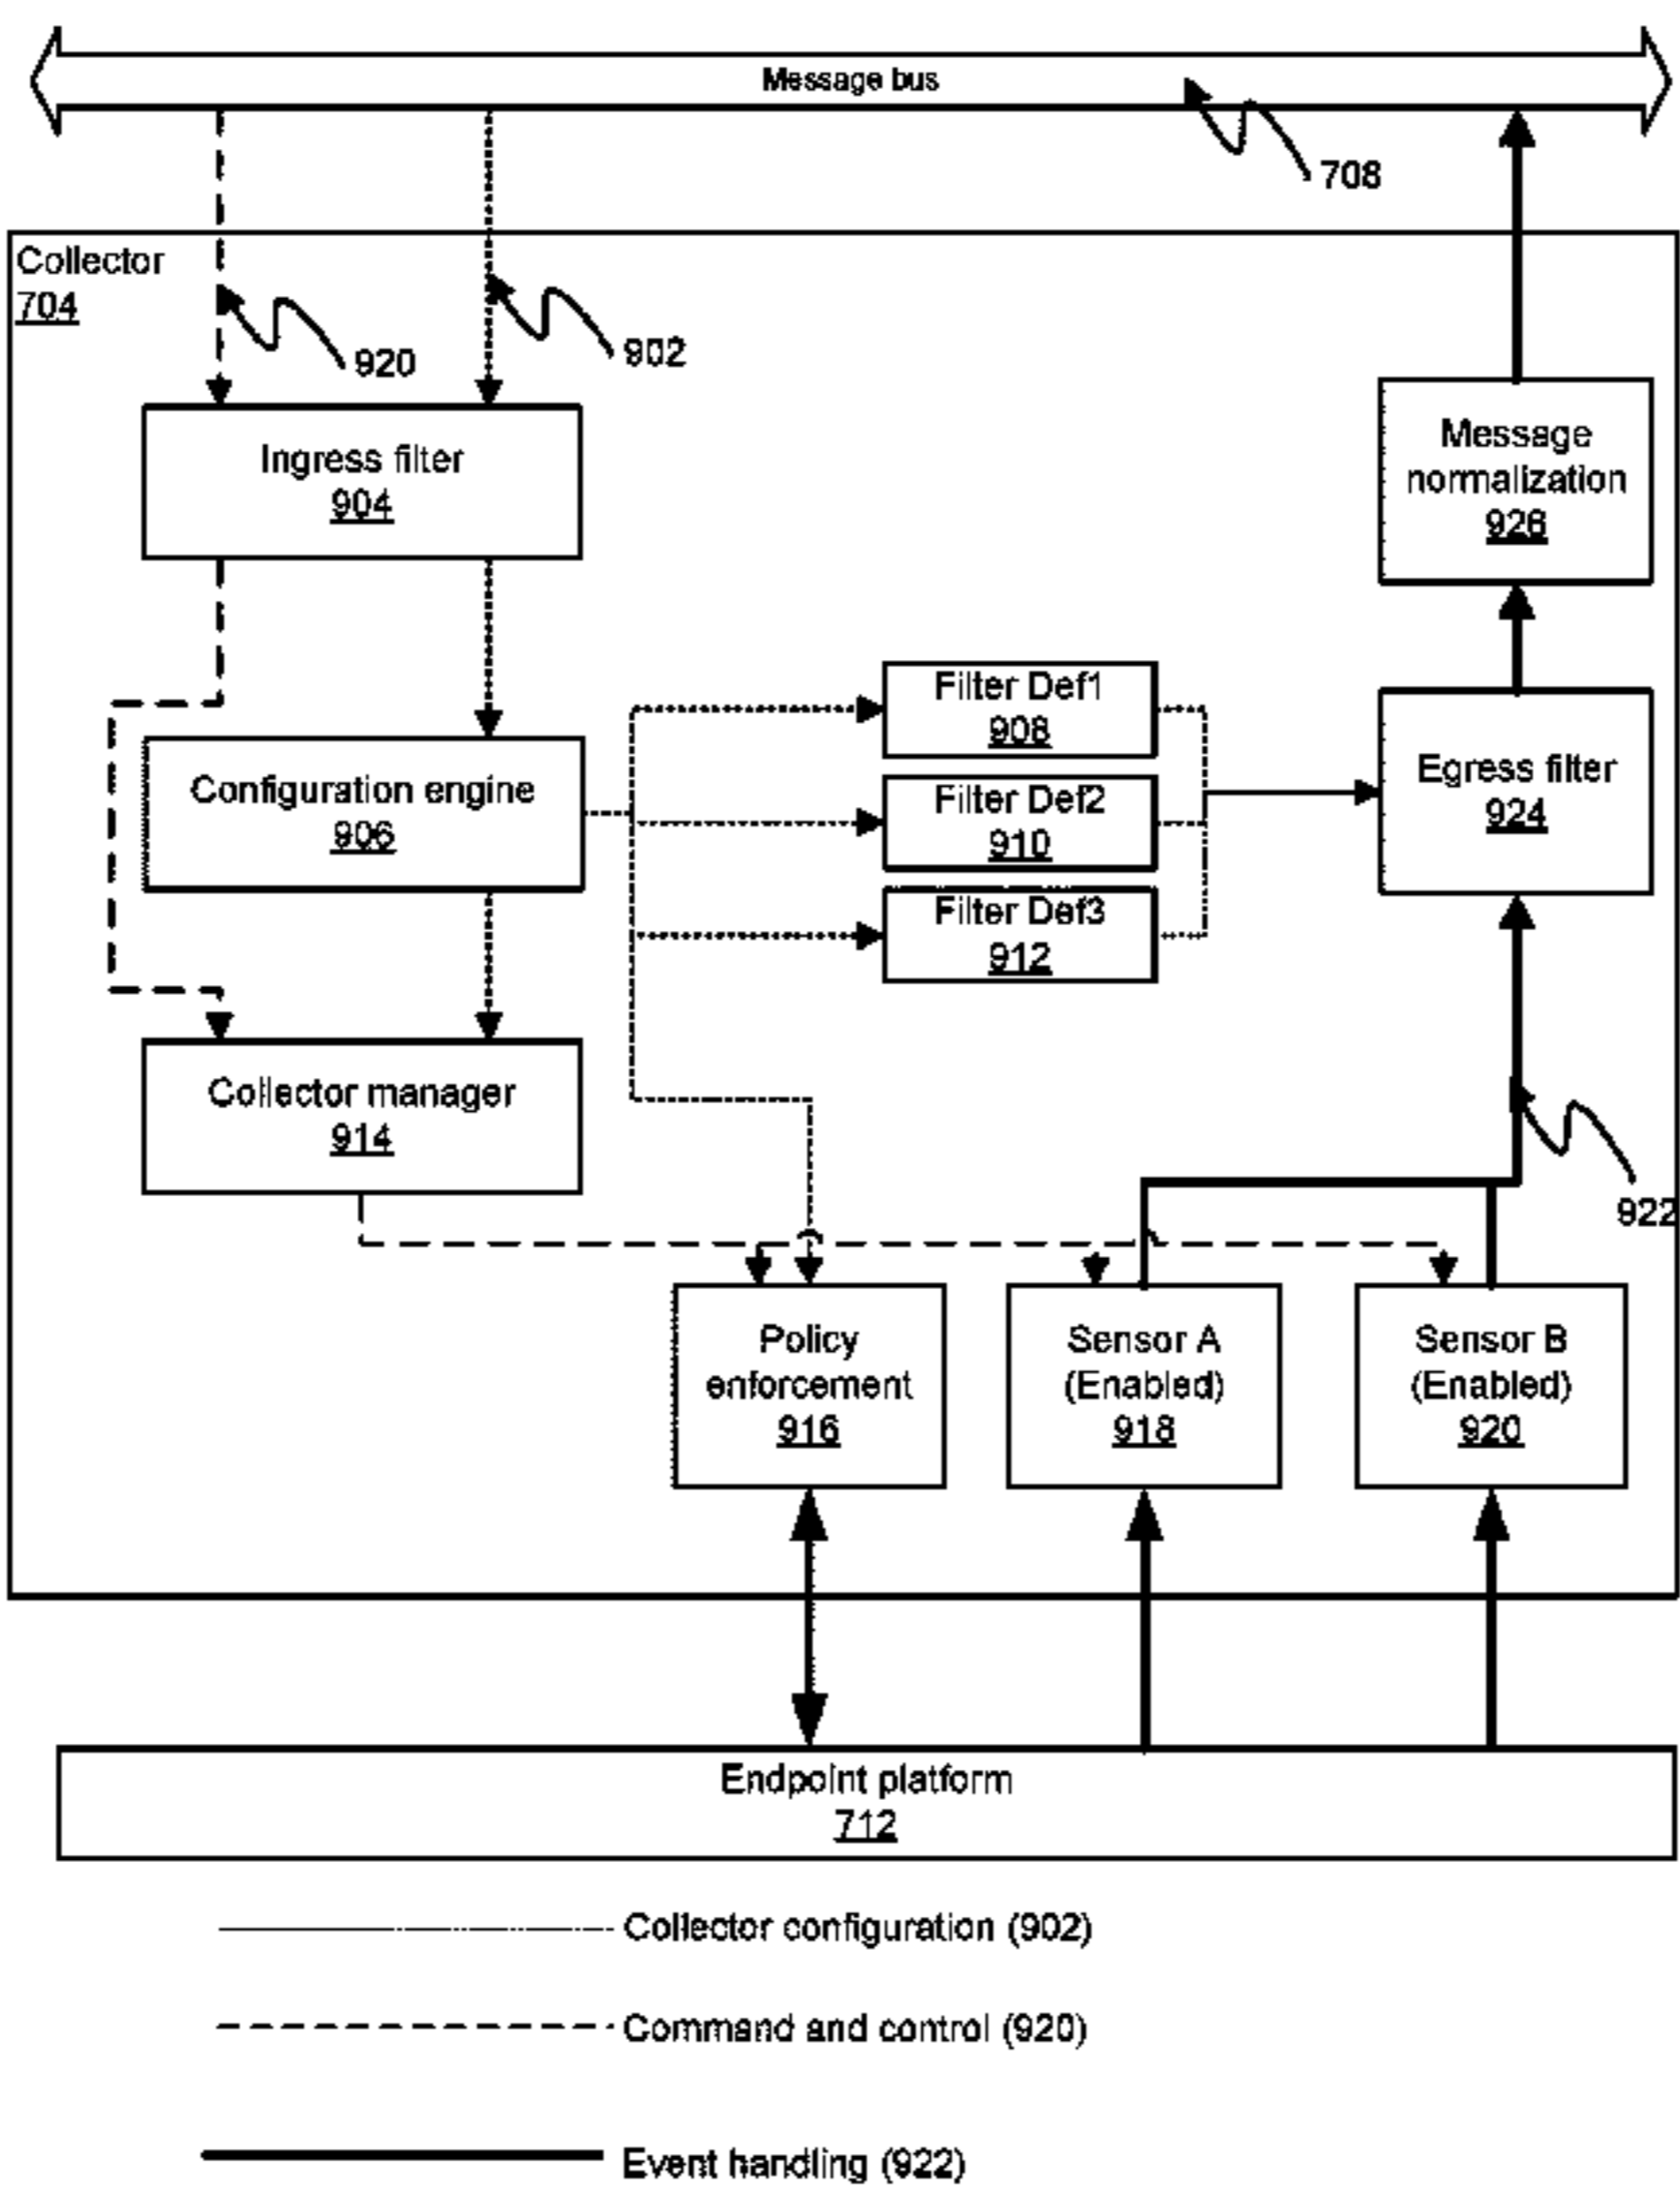 Message bus
708
Collector
704
920
902
Ingress filter
904
Message
normalization
926
Filter Def1
908
Configuration engine
906
Filter Def2
910
Egress filter
924
Filter Def3
912
Collector manager
914
922
Policy
enforcement
916
Sensor A
(Enabled)
918
Sensor B
(Enabled)
920
Endpoint platform
712
Collector configuration (902)
Command and control (920)
Event handling (922)